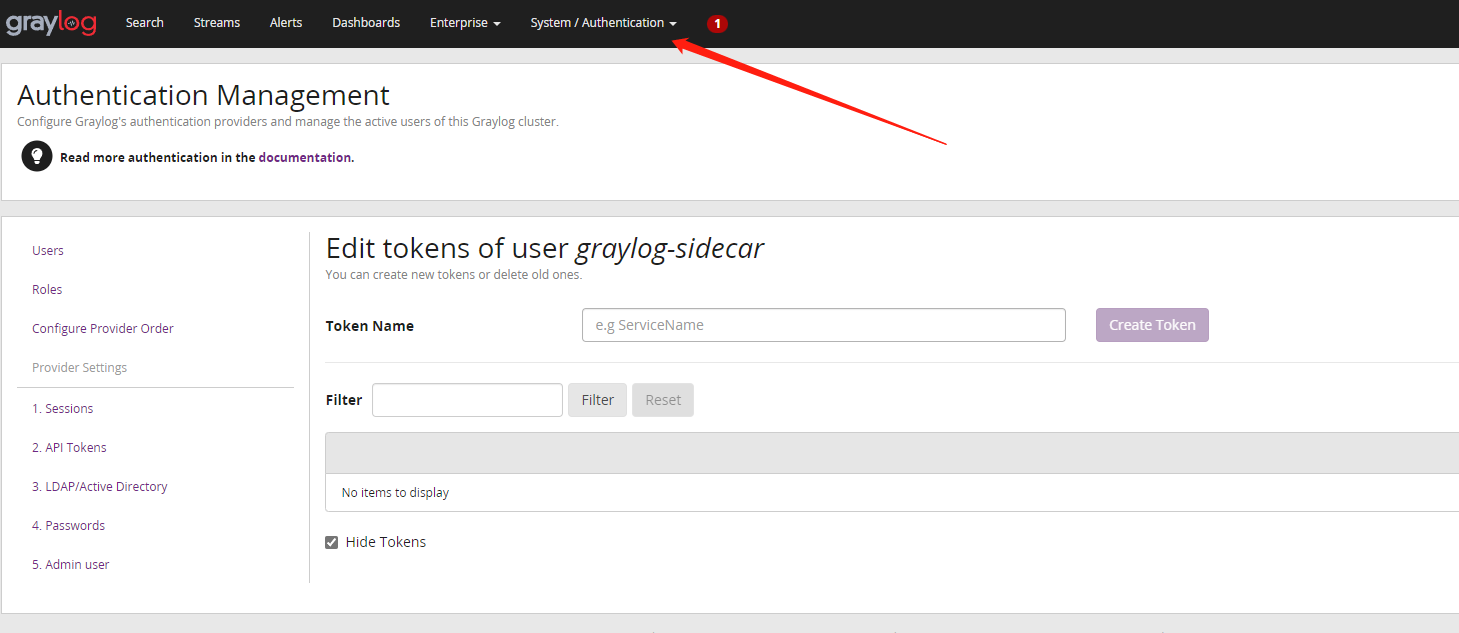 graylog Search Streams Alerts Dashboards Enterprise System / Authentication 1
Authentication Management
Configure Graylog's authentication providers and manage the active users of this Graylog cluster.
Read more authentication in the documentation.
Users
Roles
Configure Provider Order
Provider Settings
1. Sessions
2. API Tokens
3. LDAP/Active Directory
4. Passwords
5. Admin user
Edit tokens of user graylog-sidecar
You can create new tokens or delete old ones.
Token Name e.g ServiceName Create Token
Filter Filter Reset
No items to display
Hide Tokens